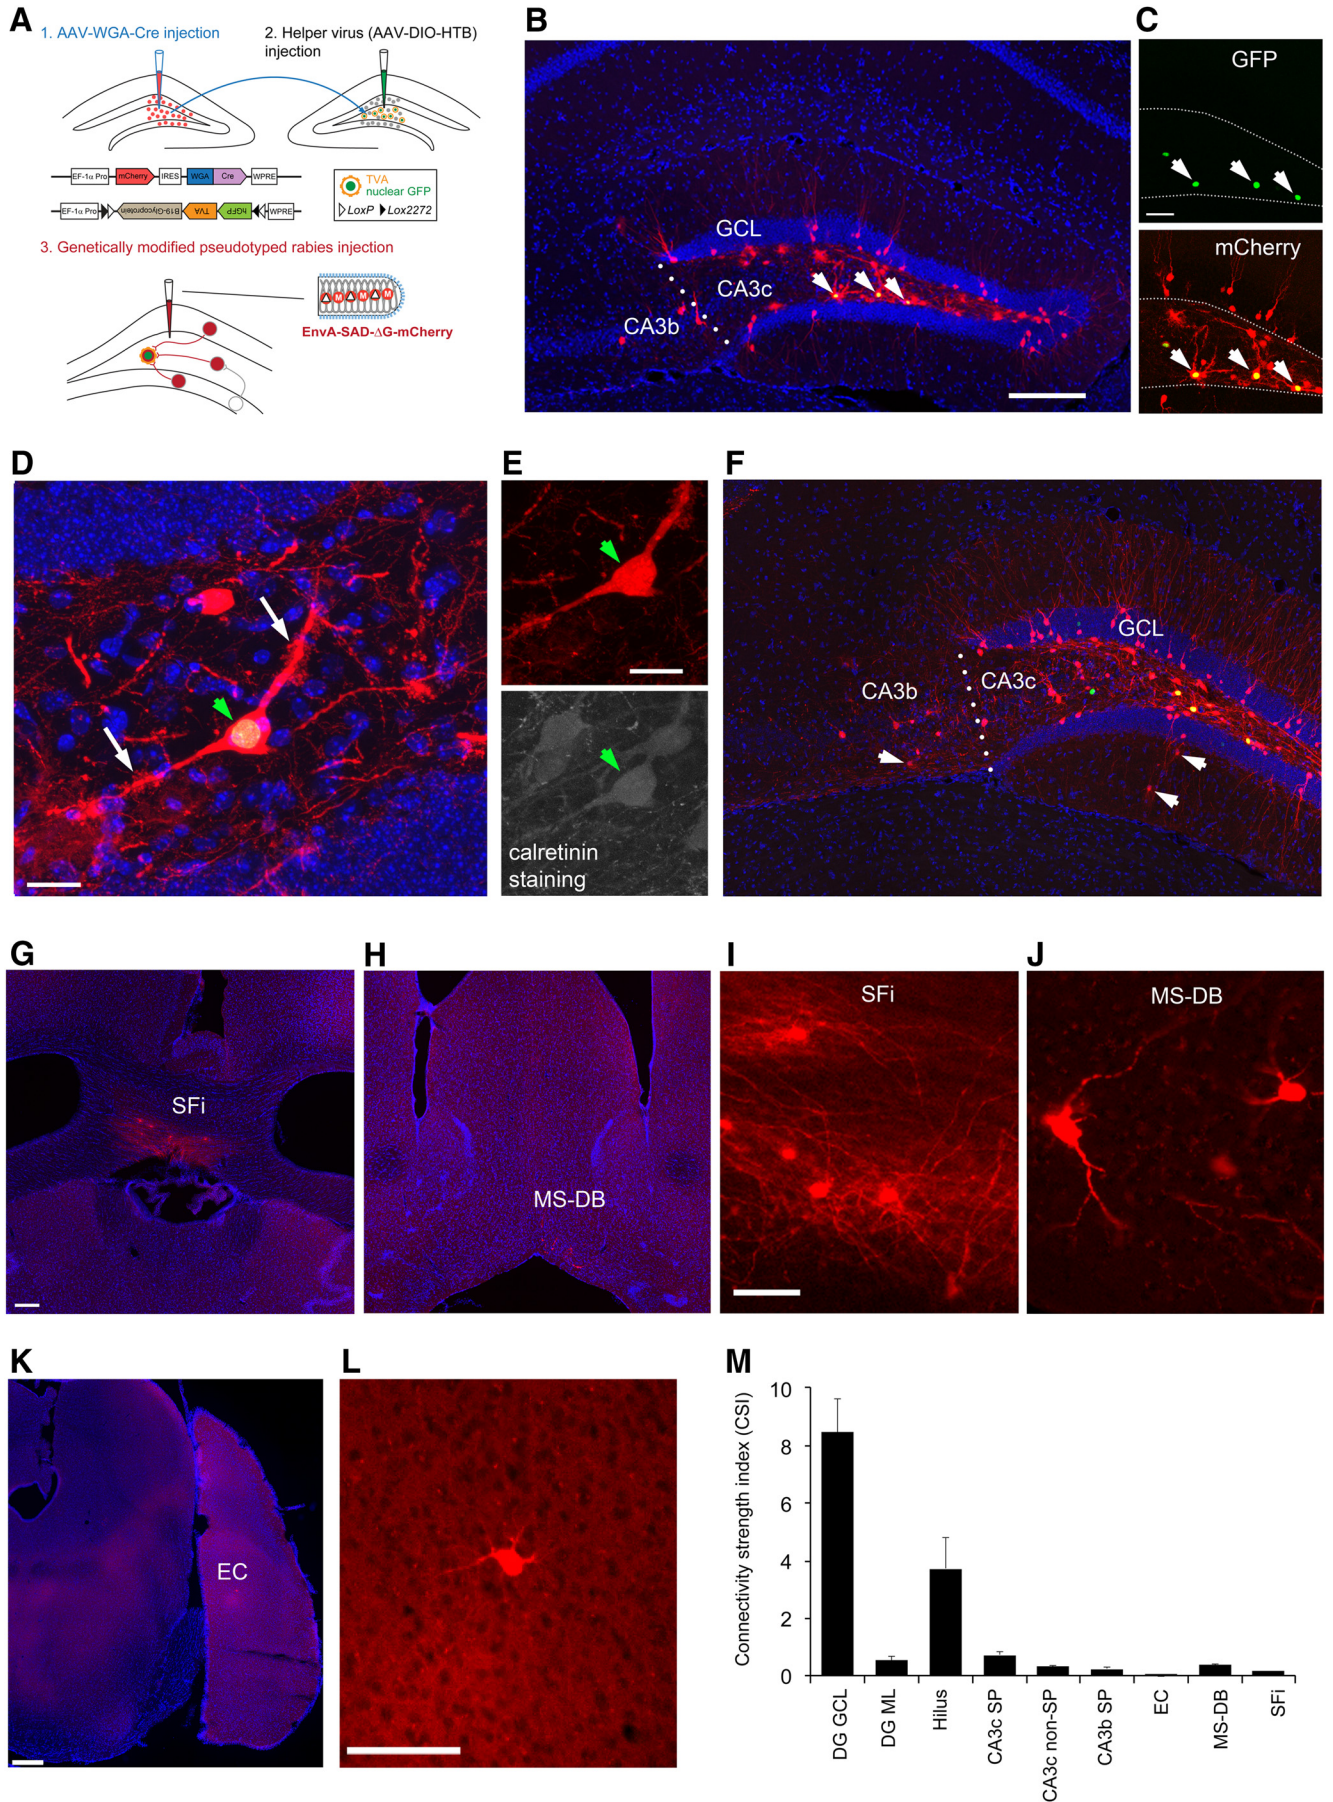 A
1. AAV-WGA-Cre injection
2. Helper virus (AAV-DIO-HTB)
injection
EF-1α Pro mCherry IRES WGA Cre WPRE
EF-1α Pro B19-Glycoprotein TVA hGFP WPRE
TVA
nuclear GFP
LoxP Lox2272
3. Genetically modified pseudotyped rabies injection
M M M
EnvA-SAD-ΔG-mCherry
B
GCL
CA3c
CA3b
C
GFP
mCherry
D
E
calretinin
staining
F
GCL
CA3c
CA3b
G
SFi
H
MS-DB
I
SFi
J
MS-DB
K
EC
L
M
Connectivity strength index (CSI)
10
8
6
4
2
0
DG GCL
DG ML
Hilus
CA3c SP
CA3c non-SP
CA3b SP
EC
MS-DB
SFi